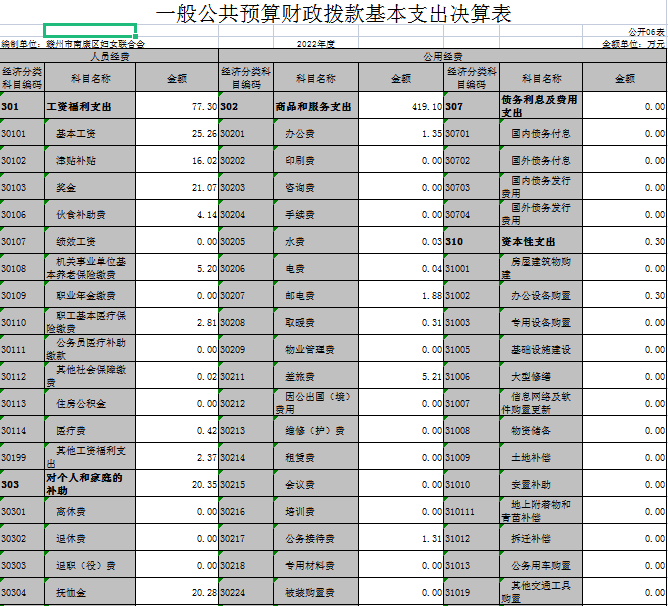 一般公共预算财政拨款基本支出决算表
公开06表
编制单位：赣州市南康区妇女联合会 2022年度 金额单位：万元
人员经费 公用经费
经济分类科目编码 科目名称 金额 经济分类科目编码 科目名称 金额 经济分类科目编码 科目名称 金额
301 工资福利支出 77.30 302 商品和服务支出 419.10 307 债务利息及费用支出 0.00
30101 基本工资 25.26 30201 办公费 1.35 30701 国内债务付息 0.00
30102 津贴补贴 16.02 30202 印刷费 0.00 30702 国外债务付息 0.00
30103 奖金 21.07 30203 咨询费 0.00 30703 国内债务发行费用 0.00
30106 伙食补助费 4.14 30204 手续费 0.00 30704 国外债务发行费用 0.00
30107 绩效工资 0.00 30205 水费 0.03 310 资本性支出 0.30
30108 机关事业单位基本养老保险缴费 5.20 30206 电费 0.04 31001 房屋建筑物购建 0.00
30109 职业年金缴费 0.00 30207 邮电费 1.88 31002 办公设备购置 0.30
30110 职工基本医疗保险缴费 2.81 30208 取暖费 0.31 31003 专用设备购置 0.00
30111 公务员医疗补助缴款 0.00 30209 物业管理费 0.00 31005 基础设施建设 0.00
30112 其他社会保障缴费 0.02 30211 差旅费 5.21 31006 大型修缮 0.00
30113 住房公积金 0.00 30212 因公出国（境）费用 0.00 31007 信息网络及软件购置更新 0.00
30114 医疗费 0.42 30213 维修（护）费 0.00 31008 物资储备 0.00
30199 其他工资福利支出 2.37 30214 租赁费 0.00 31009 土地补偿 0.00
303 对个人和家庭的补助 20.35 30215 会议费 0.00 31010 安置补助 0.00
30301 离休费 0.00 30216 培训费 0.00 310111 地上附着物和青苗补偿 0.00
30302 退休费 0.00 30217 公务接待费 1.31 31012 拆迁补偿 0.00
30303 退职（役）费 0.00 30218 专用材料费 0.00 31013 公务用车购置 0.00
30304 抚恤金 20.28 30224 被装购置费 0.00 31019 其他交通工具购置 0.00